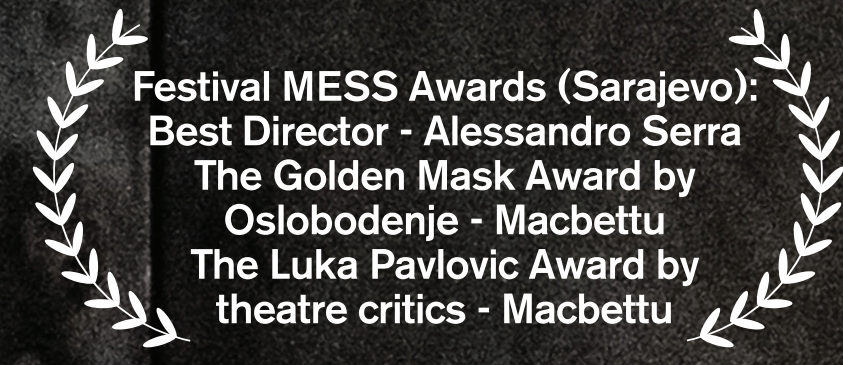 Festival MESS Awards (Sarajevo):
Best Director - Alessandro Serra
The Golden Mask Award by
Oslobodenje - Macbettu
The Luka Pavlovic Award by
theatre critics - Macbettu